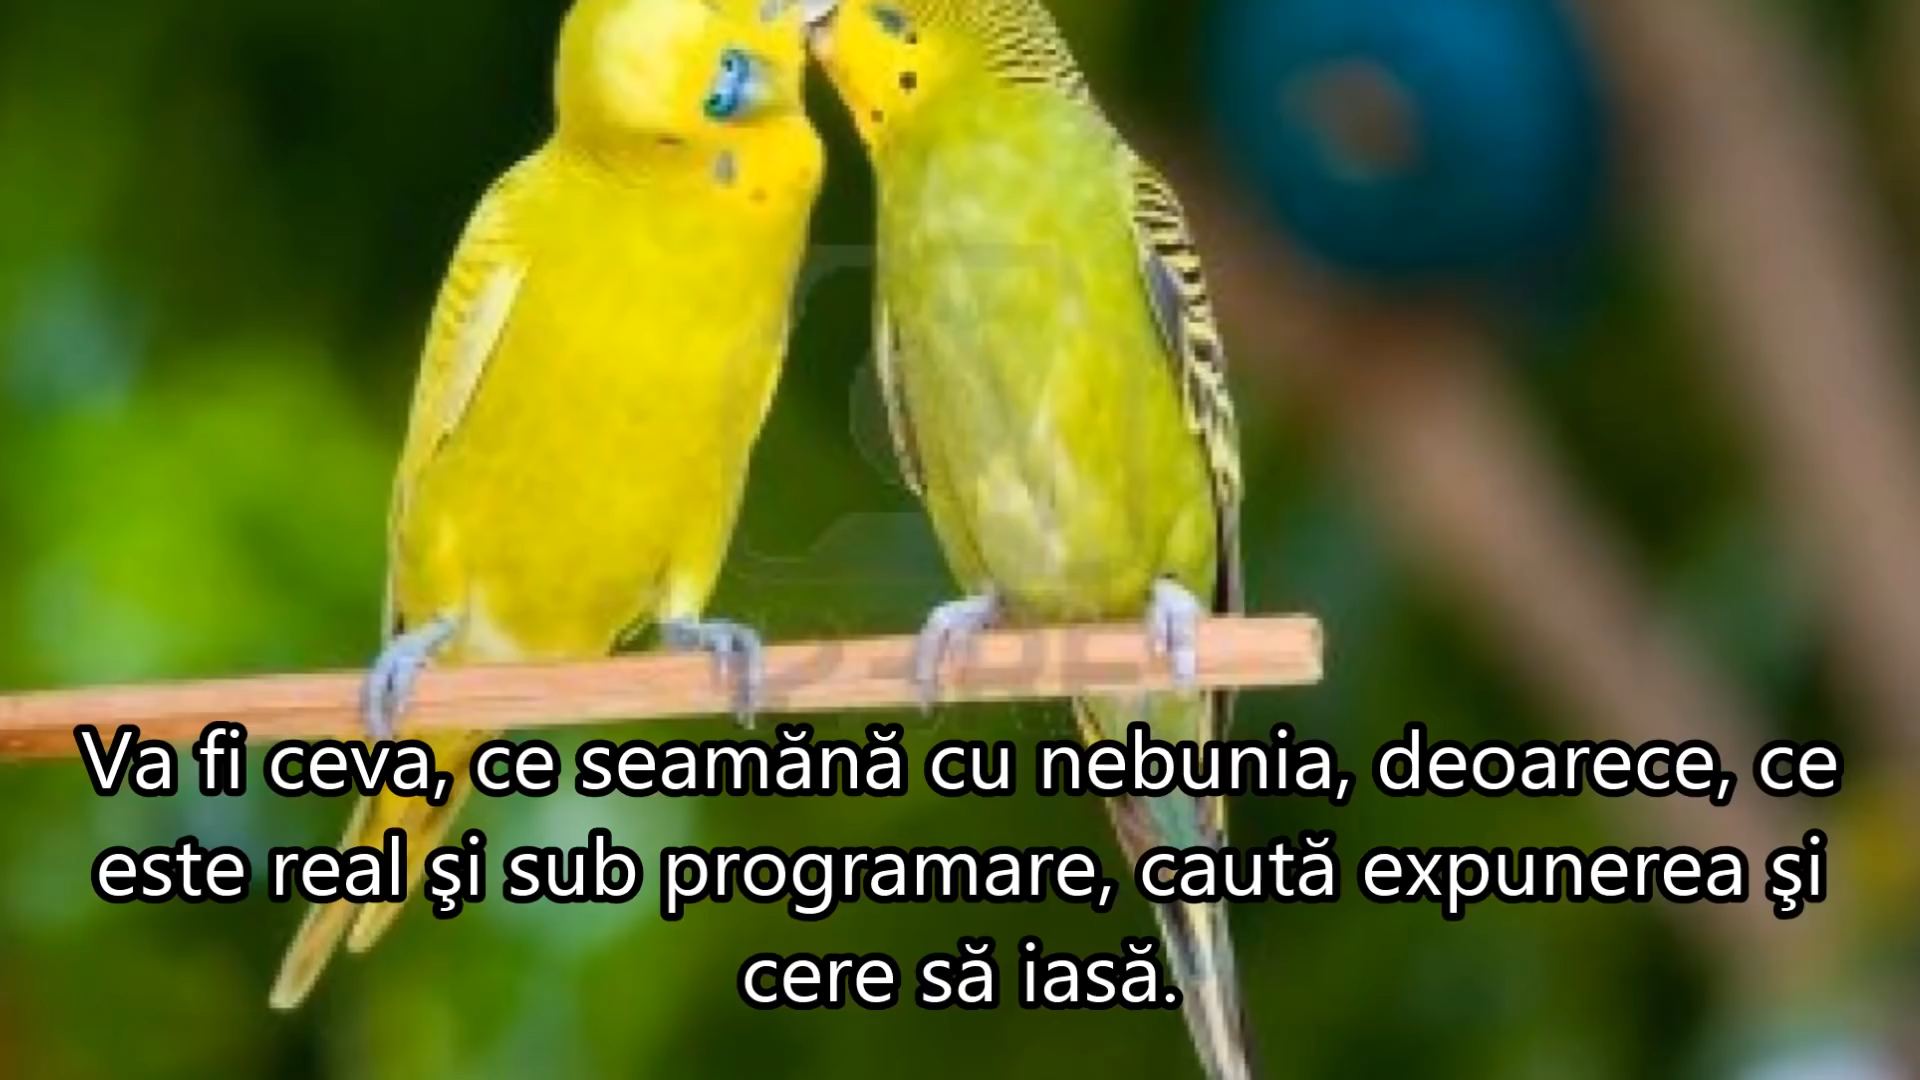 Va fi ceva, ce seamănă cu nebunia, deoarece, ce
este real şi sub programare, caută expunerea şi
cere să iasă.